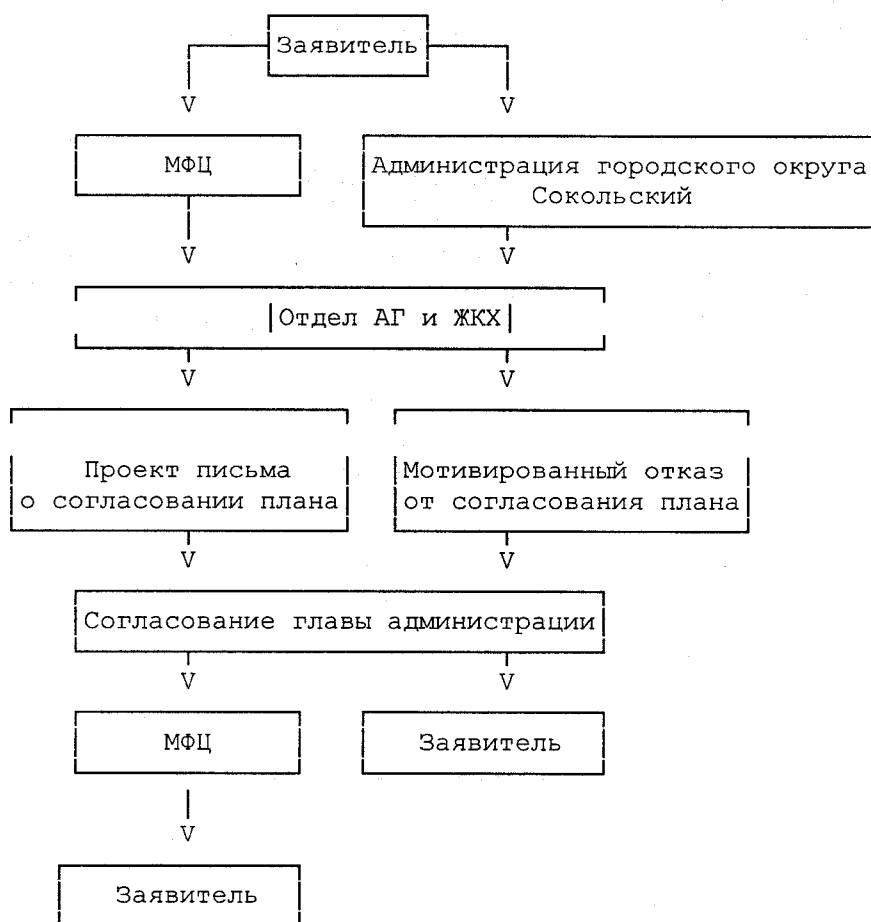 Заявитель
V V
МФЦ
Администрация городского округа
Сокольский
V V
Отдел АГ и ЖКХ
V V
Проект письма
о согласовании плана
Мотивированный отказ
от согласования плана
V V
Согласование главы администрации
V V
МФЦ
Заявитель
V
Заявитель